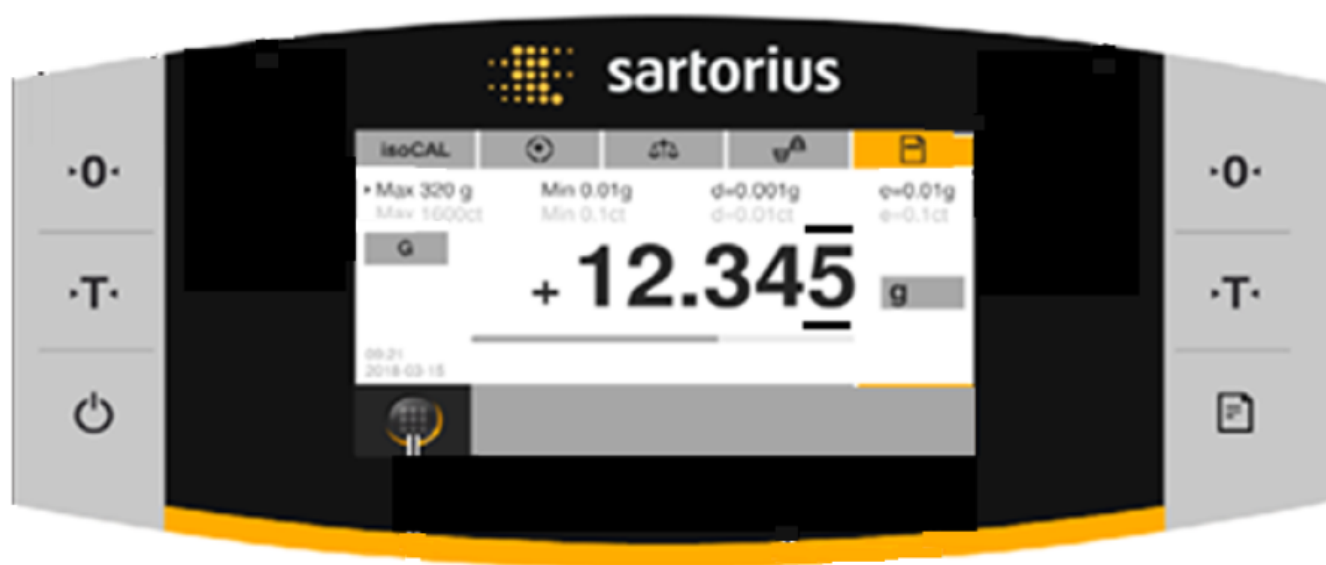 sartorius
isoCAL
Max 320 g Min 0.01g d=0.001g e=0.01g
Max 1600ct Min 0.1ct d=0.01ct e=0.1ct
G
+ 12.345 g
09:21
2018-03-15
0
T
0
T